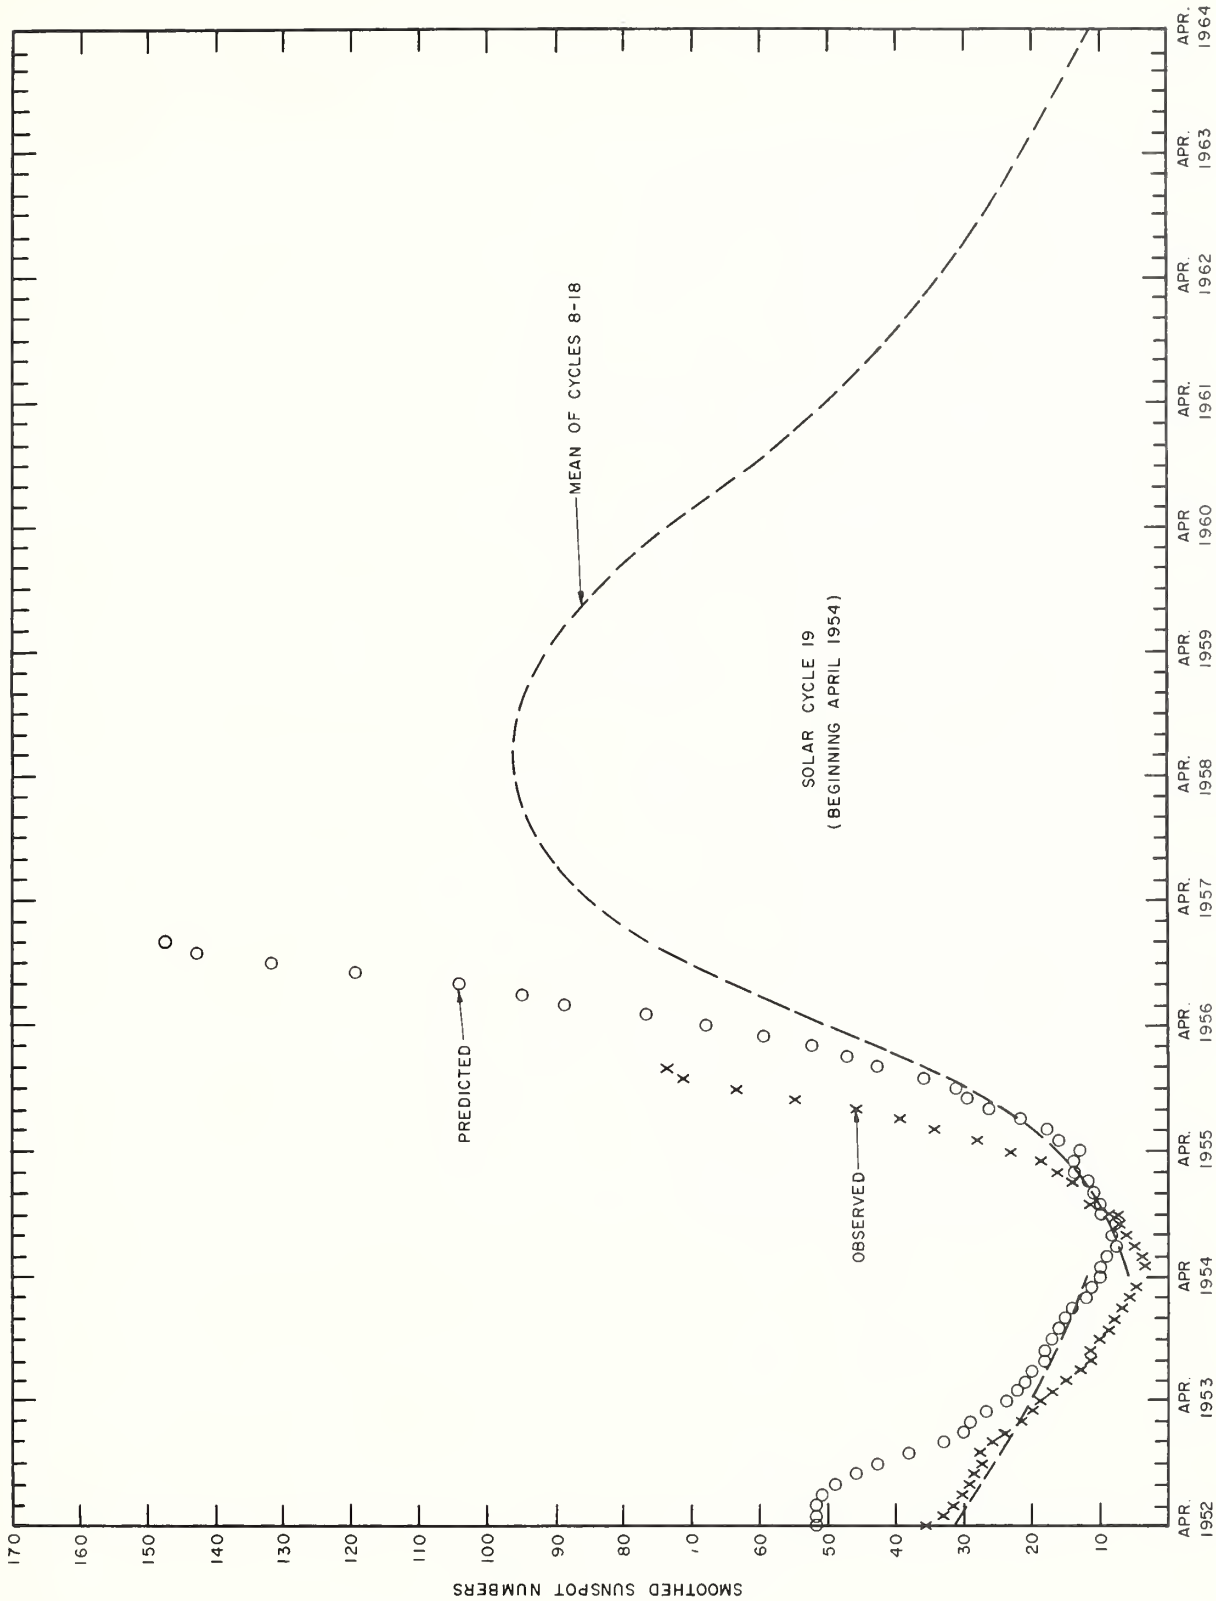 SMOOTHED SUNSPOT NUMBERS
170
160
150
140
130
120
110
100
90
80
70
60
50
40
30
20
10
PREDICTED
OBSERVED
MEAN OF CYCLES 8-18
SOLAR CYCLE 19
(BEGINNING APRIL 1954)
APR. 1952
APR. 1953
APR 1954
APR. 1955
APR. 1956
APR. 1957
APR. 1958
APR. 1959
APR 1960
APR. 1961
APR. 1962
APR. 1963
APR. 1964